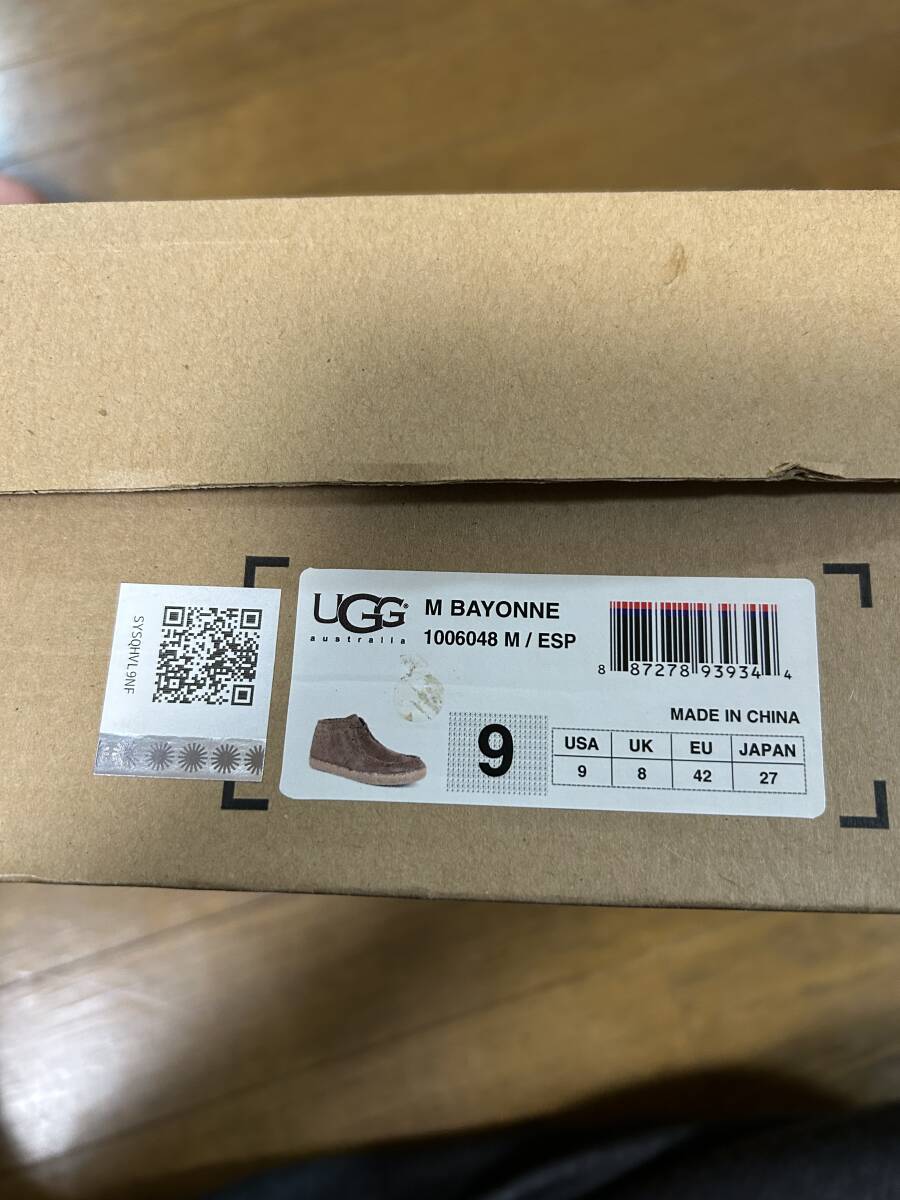 SYSQHVL9NF
UGG®
australia
M BAYONNE
1006048 M / ESP
8 87278 93934 4
MADE IN CHINA
9
USA UK EU JAPAN
9 8 42 27